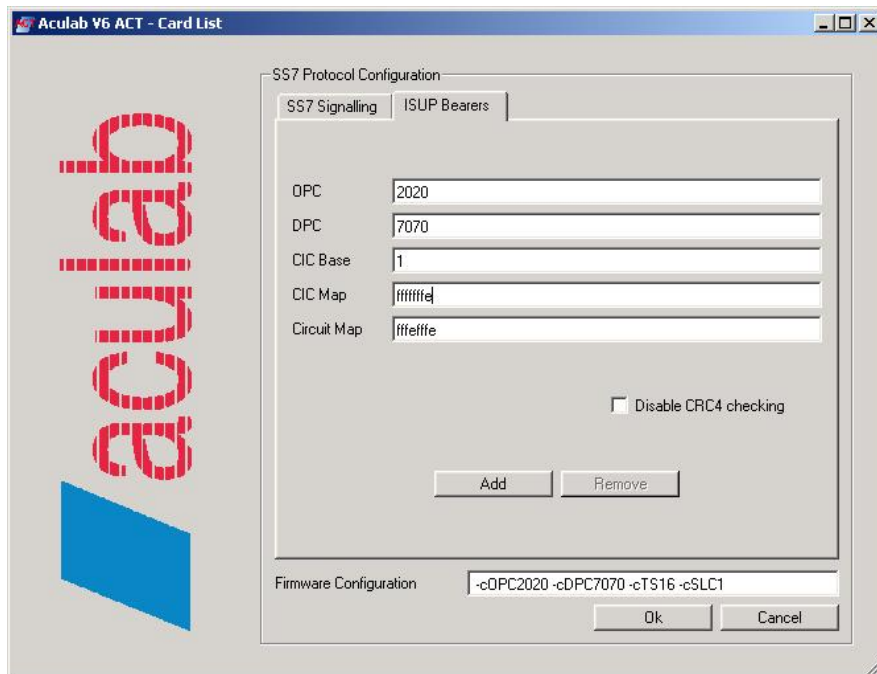 Aculab V6 ACT - Card List
aculab
SS7 Protocol Configuration
SS7 Signalling ISUP Bearers
OPC 2020
DPC 7070
CIC Base 1
CIC Map fffffffe
Circuit Map fffefffe
Disable CRC4 checking
Add Remove
Firmware Configuration -cOPC2020 -cDPC7070 -cTS16 -cSLC1
Ok Cancel